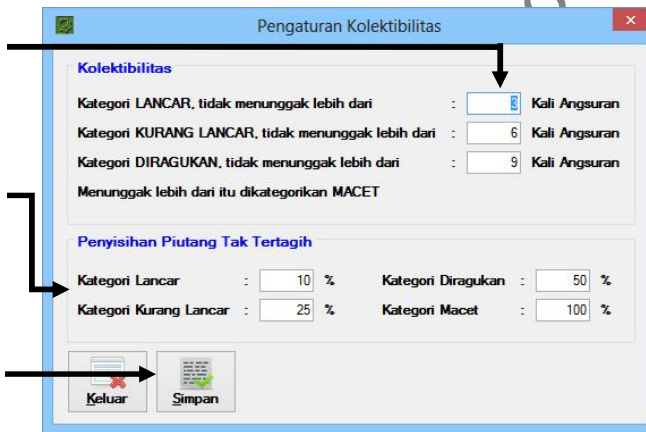 Pengaturan Kolektibilitas
Kolektibilitas
Kategori LANCAR, tidak menunggak lebih dari : 3 Kali Angsuran
Kategori KURANG LANCAR, tidak menunggak lebih dari : 6 Kali Angsuran
Kategori DIRAGUKAN, tidak menunggak lebih dari : 9 Kali Angsuran
Menunggak lebih dari itu dikategorikan MACET
Penyisihan Piutang Tak Tertagih
Kategori Lancar : 10 % Kategori Diragukan : 50 %
Kategori Kurang Lancar : 25 % Kategori Macet : 100 %
Keluar Simpan